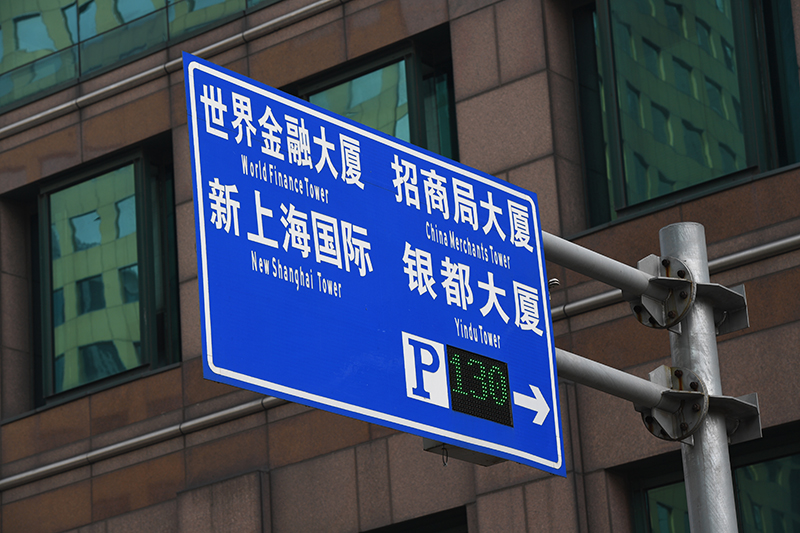 世界金融大厦
World Finance Tower
招商局大厦
China Merchants Tower
新上海国际
New Shanghai Tower
银都大厦
Yindu Tower
P 130